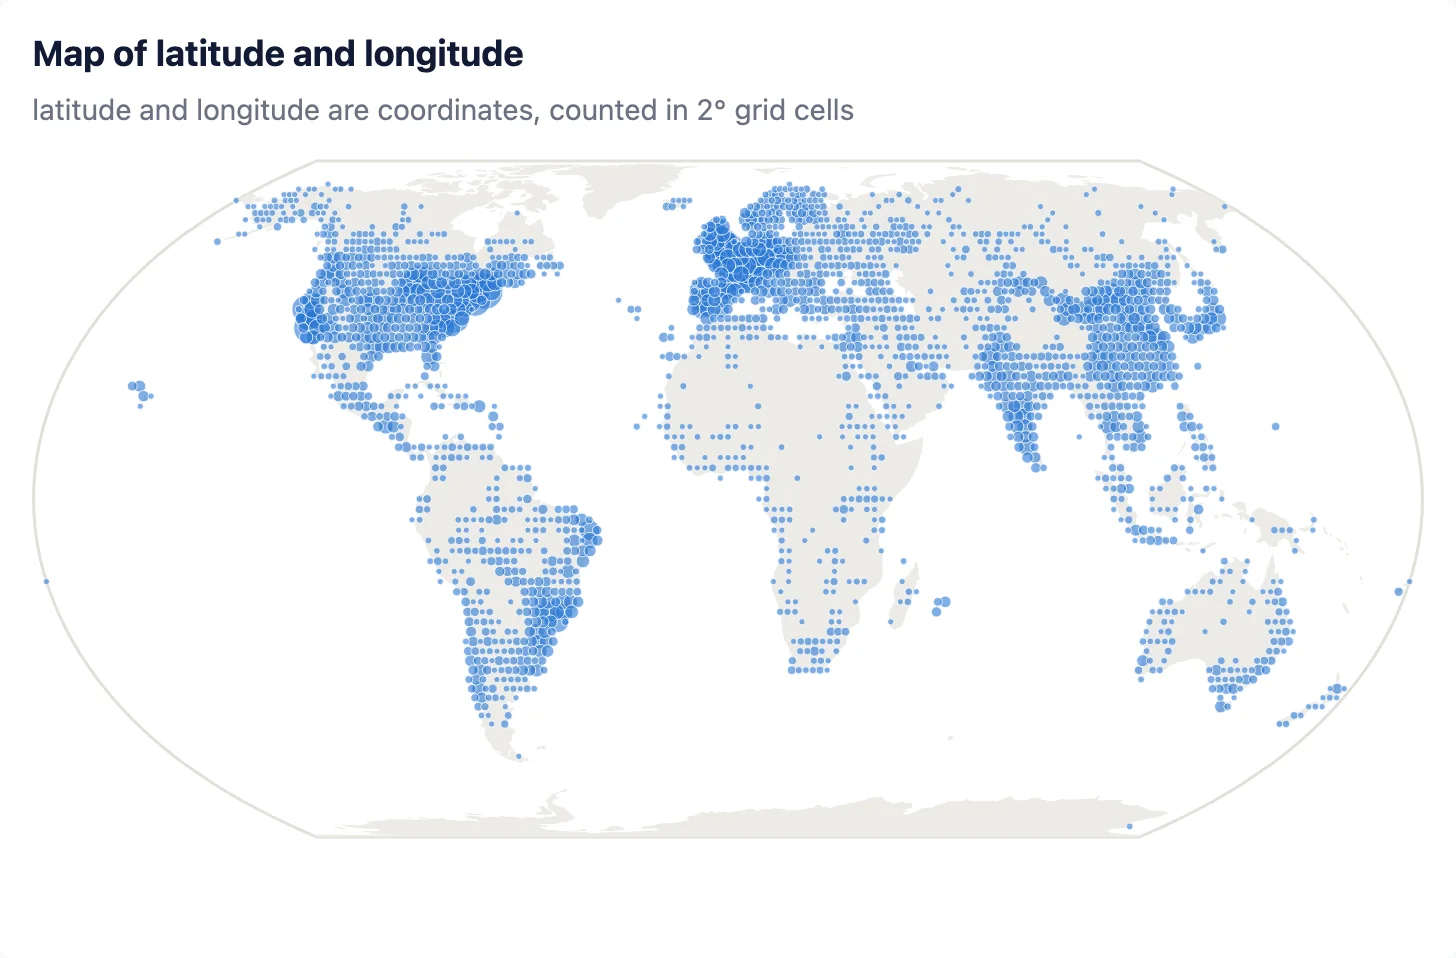 Map of latitude and longitude
latitude and longitude are coordinates, counted in 2° grid cells